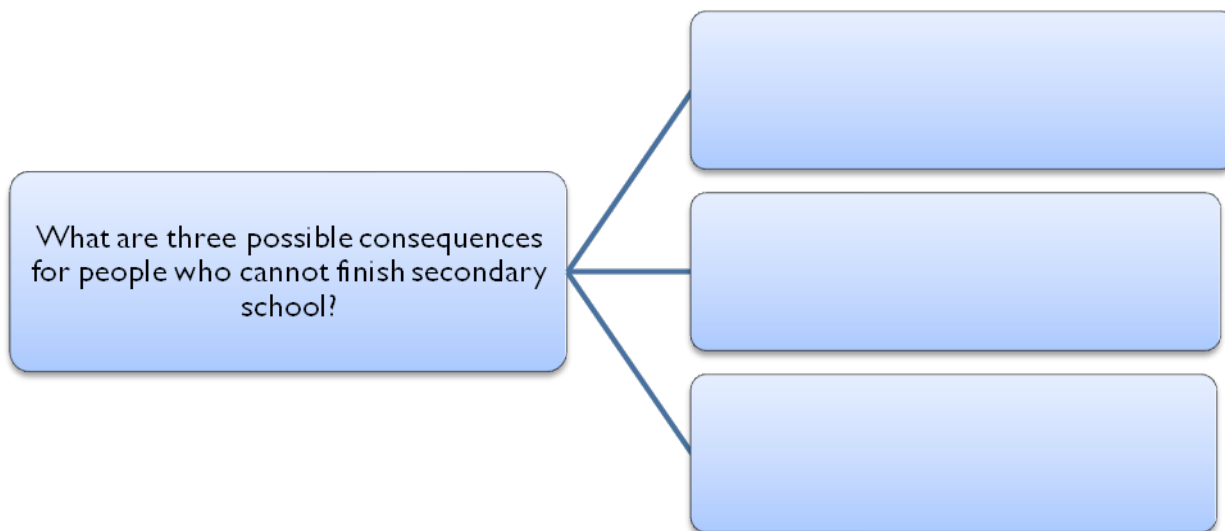 What are three possible consequences
for people who cannot finish secondary
school?